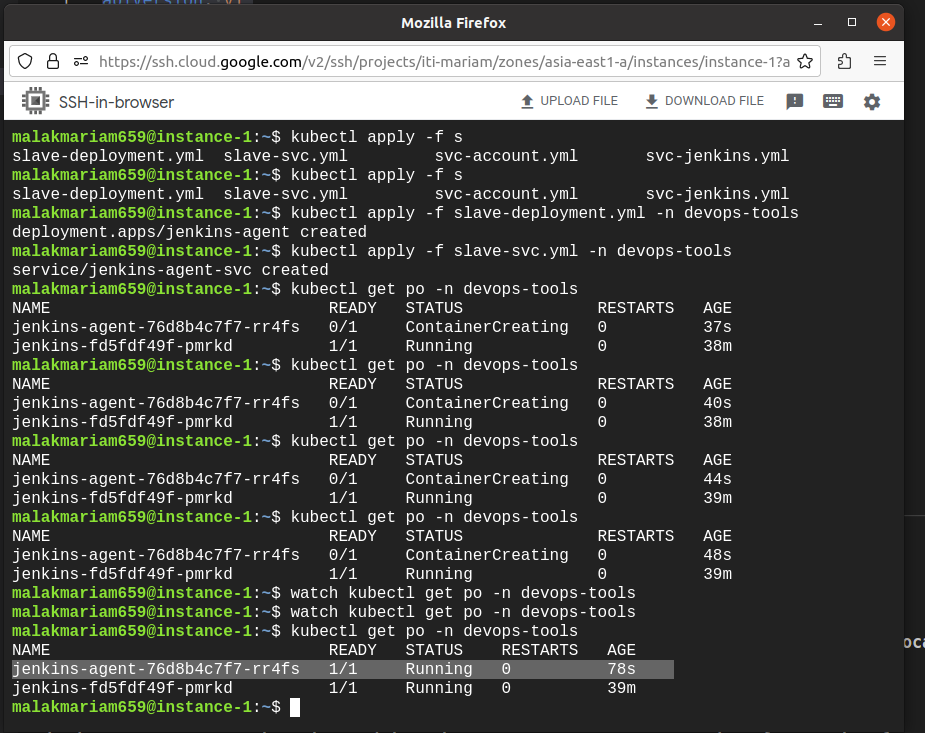 Mozilla Firefox
https://ssh.cloud.google.com/v2/ssh/projects/iti-mariam/zones/asia-east1-a/instances/instance-1?a
SSH-in-browser UPLOAD FILE DOWNLOAD FILE
malakmariam659@instance-1:~$ kubectl apply -f s
slave-deployment.yml slave-svc.yml svc-account.yml svc-jenkins.yml
malakmariam659@instance-1:~$ kubectl apply -f s
slave-deployment.yml slave-svc.yml svc-account.yml svc-jenkins.yml
malakmariam659@instance-1:~$ kubectl apply -f slave-deployment.yml -n devops-tools
deployment.apps/jenkins-agent created
malakmariam659@instance-1:~$ kubectl apply -f slave-svc.yml -n devops-tools
service/jenkins-agent-svc created
malakmariam659@instance-1:~$ kubectl get po -n devops-tools
NAME READY STATUS RESTARTS AGE
jenkins-agent-76d8b4c7f7-rr4fs 0/1 ContainerCreating 0 37s
jenkins-fd5fdf49f-pmrkd 1/1 Running 0 38m
malakmariam659@instance-1:~$ kubectl get po -n devops-tools
NAME READY STATUS RESTARTS AGE
jenkins-agent-76d8b4c7f7-rr4fs 0/1 ContainerCreating 0 40s
jenkins-fd5fdf49f-pmrkd 1/1 Running 0 38m
malakmariam659@instance-1:~$ kubectl get po -n devops-tools
NAME READY STATUS RESTARTS AGE
jenkins-agent-76d8b4c7f7-rr4fs 0/1 ContainerCreating 0 44s
jenkins-fd5fdf49f-pmrkd 1/1 Running 0 39m
malakmariam659@instance-1:~$ kubectl get po -n devops-tools
NAME READY STATUS RESTARTS AGE
jenkins-agent-76d8b4c7f7-rr4fs 0/1 ContainerCreating 0 48s
jenkins-fd5fdf49f-pmrkd 1/1 Running 0 39m
malakmariam659@instance-1:~$ watch kubectl get po -n devops-tools
malakmariam659@instance-1:~$ watch kubectl get po -n devops-tools
malakmariam659@instance-1:~$ kubectl get po -n devops-tools
NAME READY STATUS RESTARTS AGE
jenkins-agent-76d8b4c7f7-rr4fs 1/1 Running 0 78s
jenkins-fd5fdf49f-pmrkd 1/1 Running 0 39m
malakmariam659@instance-1:~$